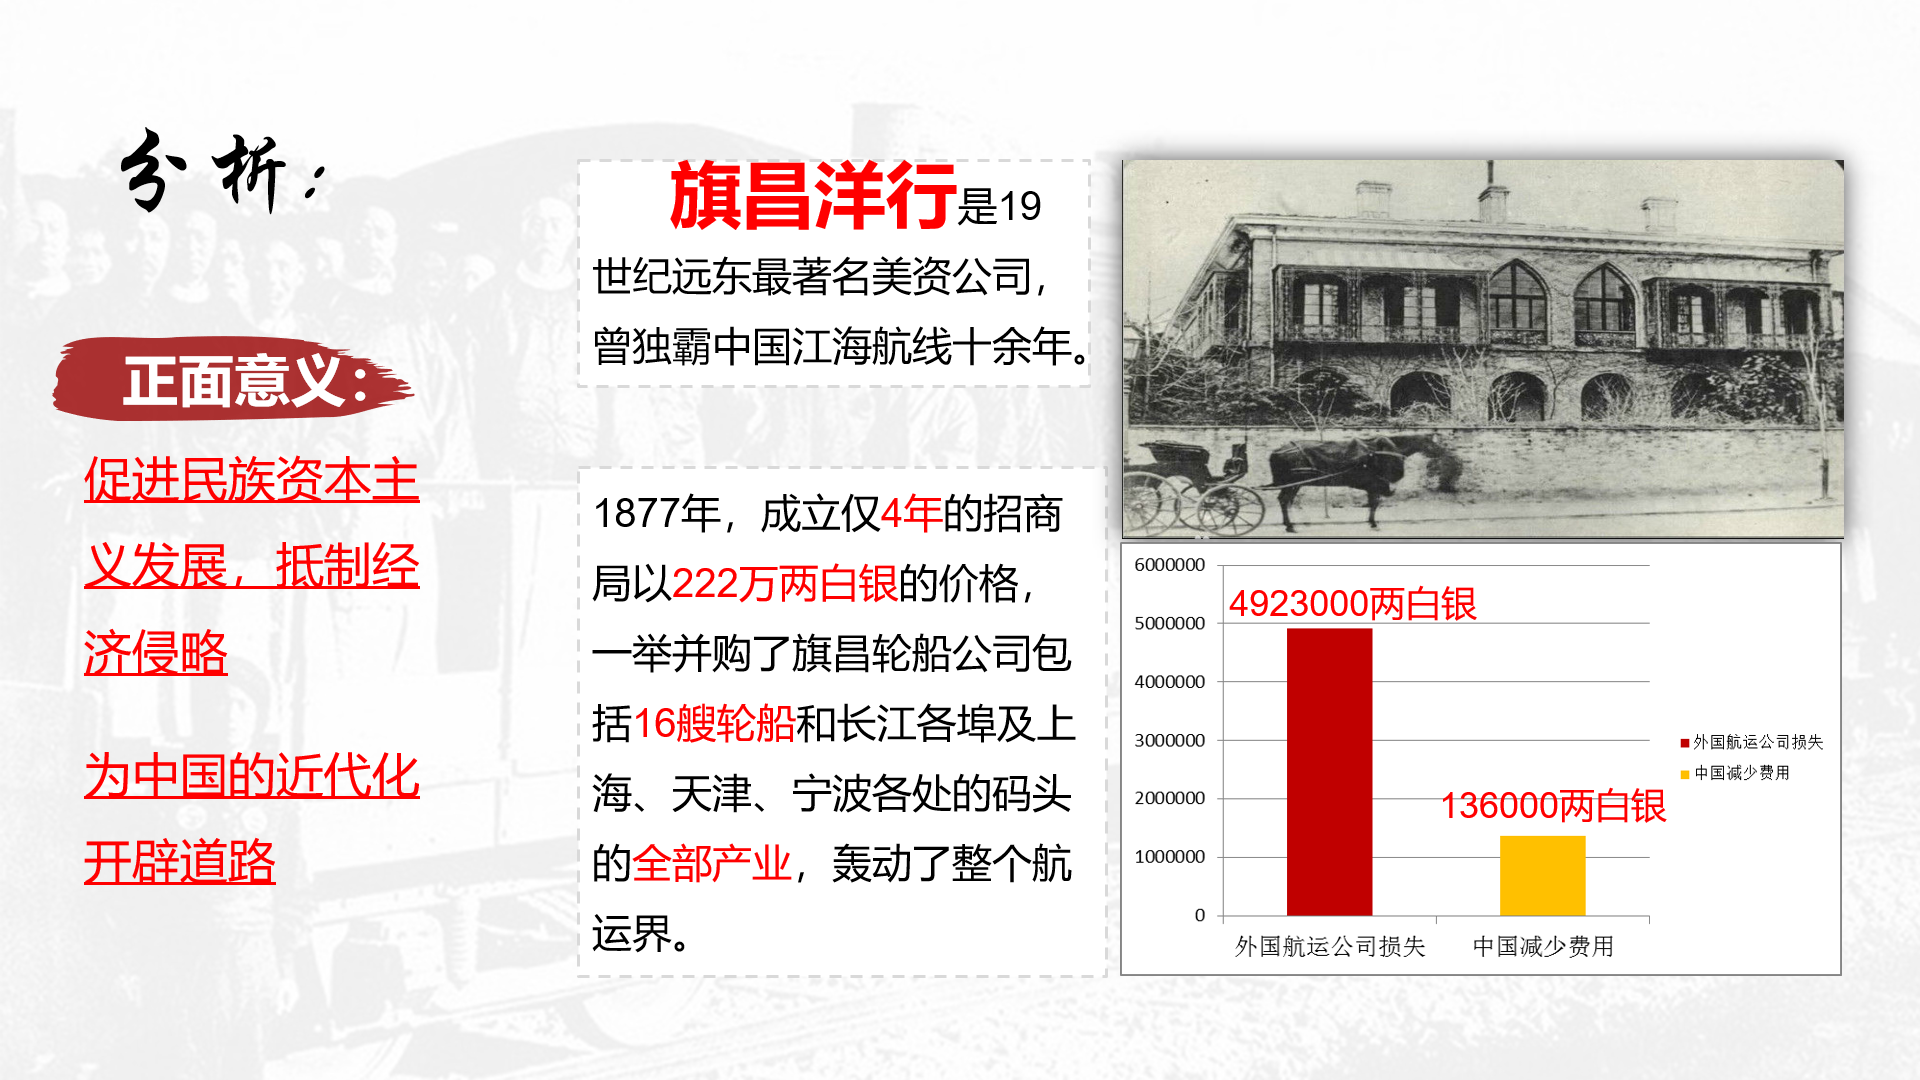 分析：
正面意义：
促进民族资本主
义发展，抵制经
济侵略
为中国的近代化
开辟道路
旗昌洋行是19
世纪远东最著名美资公司，
曾独霸中国江海航线十余年。
1877年，成立仅4年的招商
局以222万两白银的价格，
一举并购了旗昌轮船公司包
括16艘轮船和长江各埠及上
海、天津、宁波各处的码头
的全部产业，轰动了整个航
运界。
6000000
5000000
4000000
3000000
2000000
1000000
0
4923000两白银
136000两白银
外国航运公司损失
中国减少费用
外国航运公司损失
中国减少费用